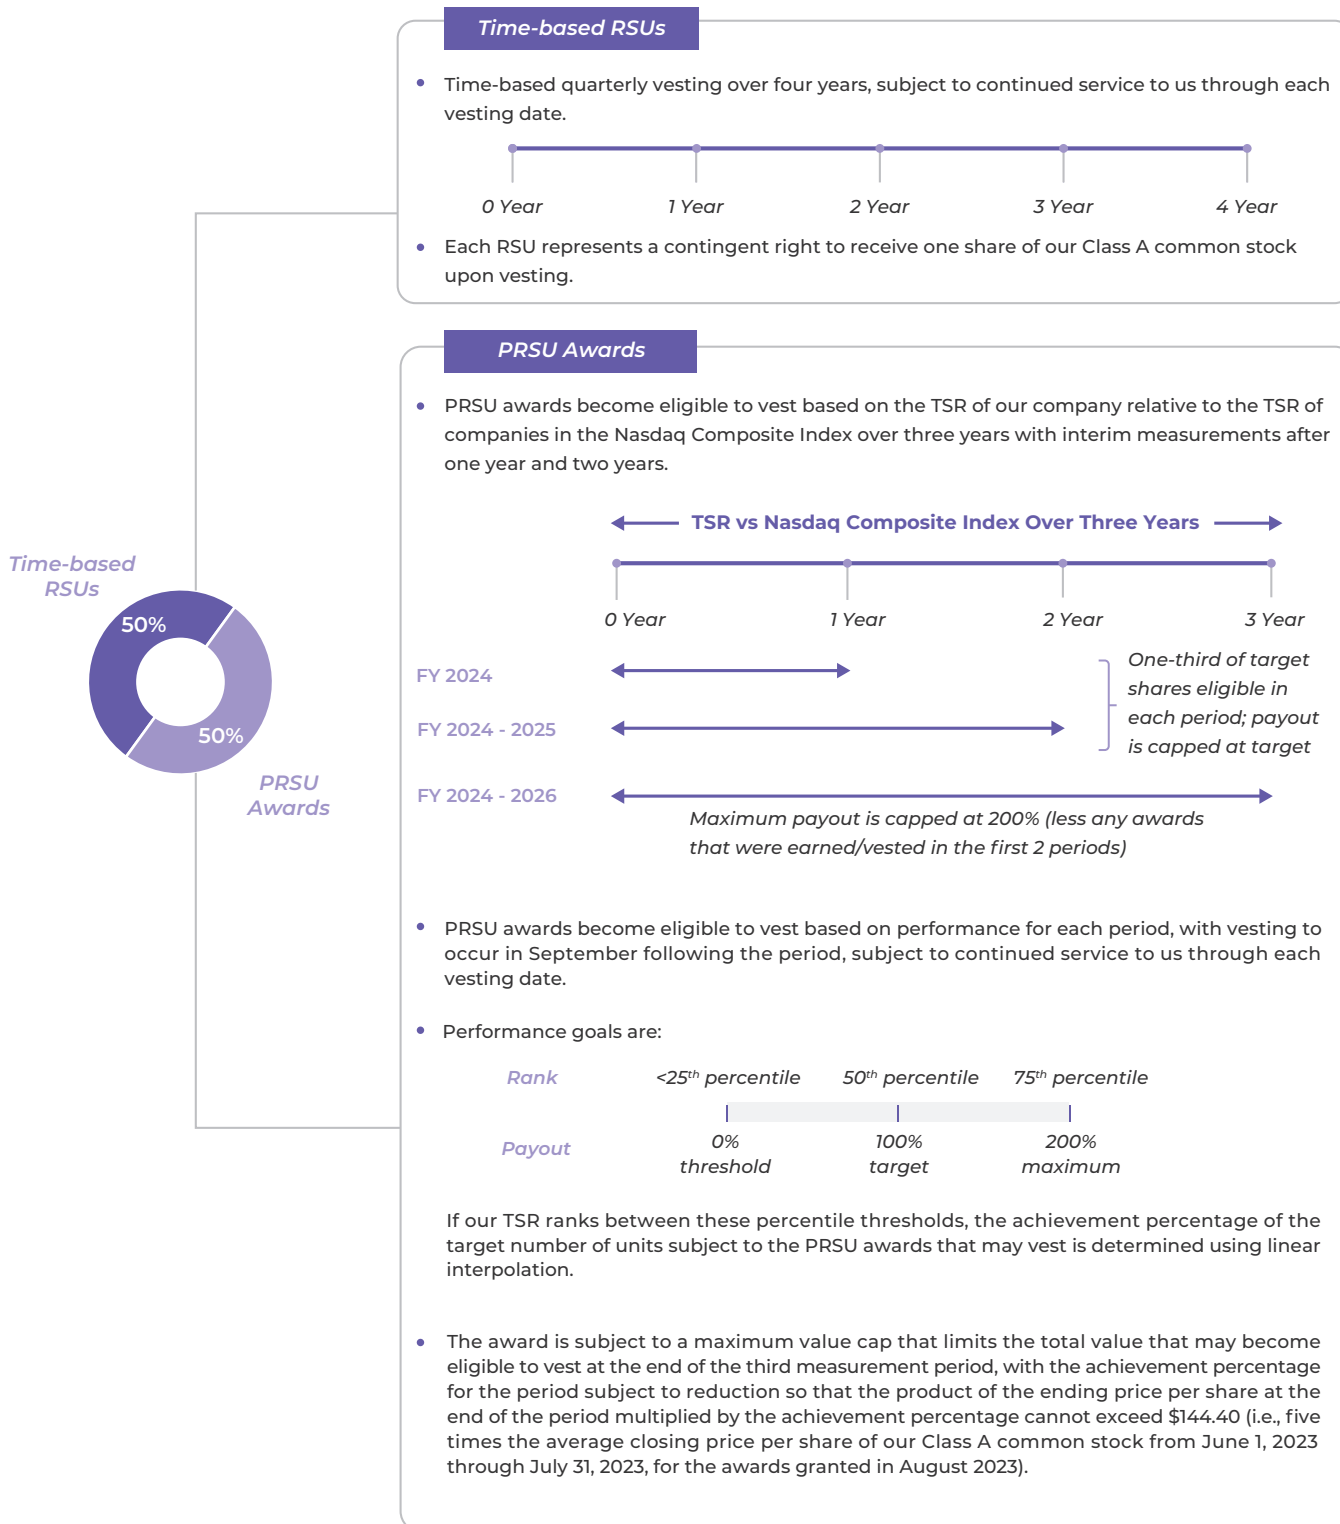 Time-based RSUs
Time-based quarterly vesting over four years, subject to continued service to us through each
vesting date.
0 Year 1 Year 2 Year 3 Year 4 Year
Each RSU represents a contingent right to receive one share of our Class A common stock
upon vesting.
PRSU Awards
PRSU awards become eligible to vest based on the TSR of our company relative to the TSR of
companies in the Nasdaq Composite Index over three years with interim measurements after
one year and two years.
TSR vs Nasdaq Composite Index Over Three Years
0 Year 1 Year 2 Year 3 Year
Time-based
RSUs
50%
50%
PRSU
Awards
FY 2024
FY 2024 - 2025
One-third of target
shares eligible in
each period; payout
is capped at target
FY 2024 - 2026
Maximum payout is capped at 200% (less any awards
that were earned/vested in the first 2 periods)
PRSU awards become eligible to vest based on performance for each period, with vesting to
occur in September following the period, subject to continued service to us through each
vesting date.
Performance goals are:
Rank <25th percentile 50th percentile 75th percentile
Payout 0% 100% 200%
threshold target maximum
If our TSR ranks between these percentile thresholds, the achievement percentage of the
target number of units subject to the PRSU awards that may vest is determined using linear
interpolation.
The award is subject to a maximum value cap that limits the total value that may become
eligible to vest at the end of the third measurement period, with the achievement percentage
for the period subject to reduction so that the product of the ending price per share at the
end of the period multiplied by the achievement percentage cannot exceed $144.40 (i.e., five
times the average closing price per share of our Class A common stock from June 1, 2023
through July 31, 2023, for the awards granted in August 2023).